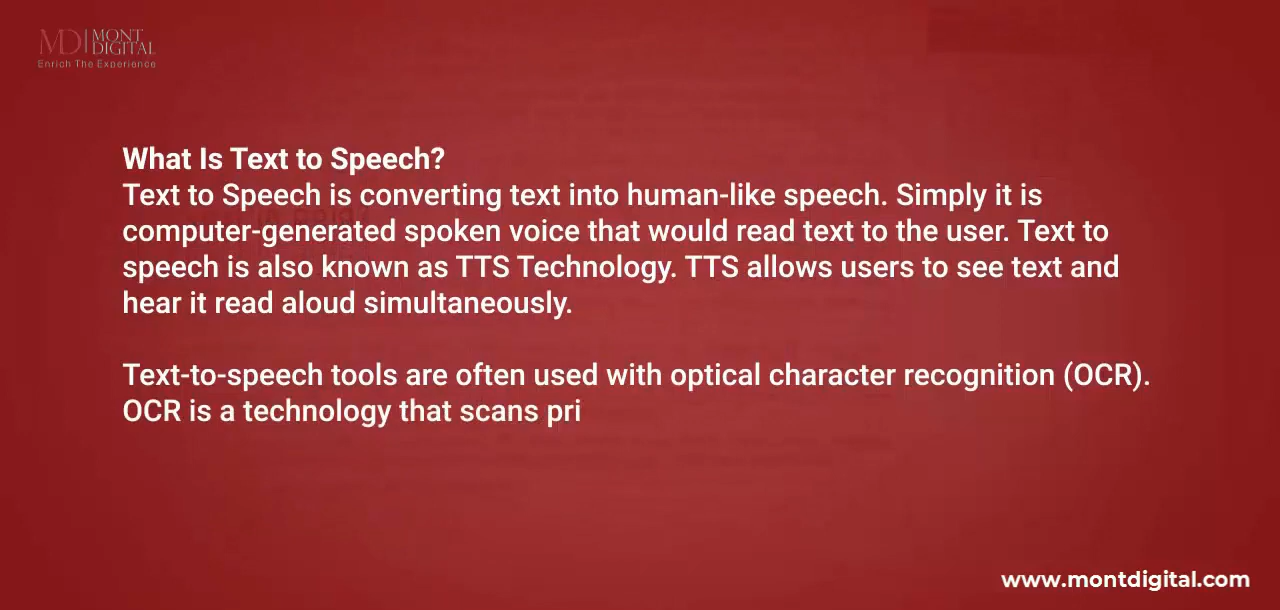 MD|MONT
DIGITAL
Enrich The Experience
What Is Text to Speech?
Text to Speech is converting text into human-like speech. Simply it is
computer-generated spoken voice that would read text to the user. Text to
speech is also known as TTS Technology. TTS allows users to see text and
hear it read aloud simultaneously.
Text-to-speech tools are often used with optical character recognition (OCR).
OCR is a technology that scans pri
www.montdigital.com